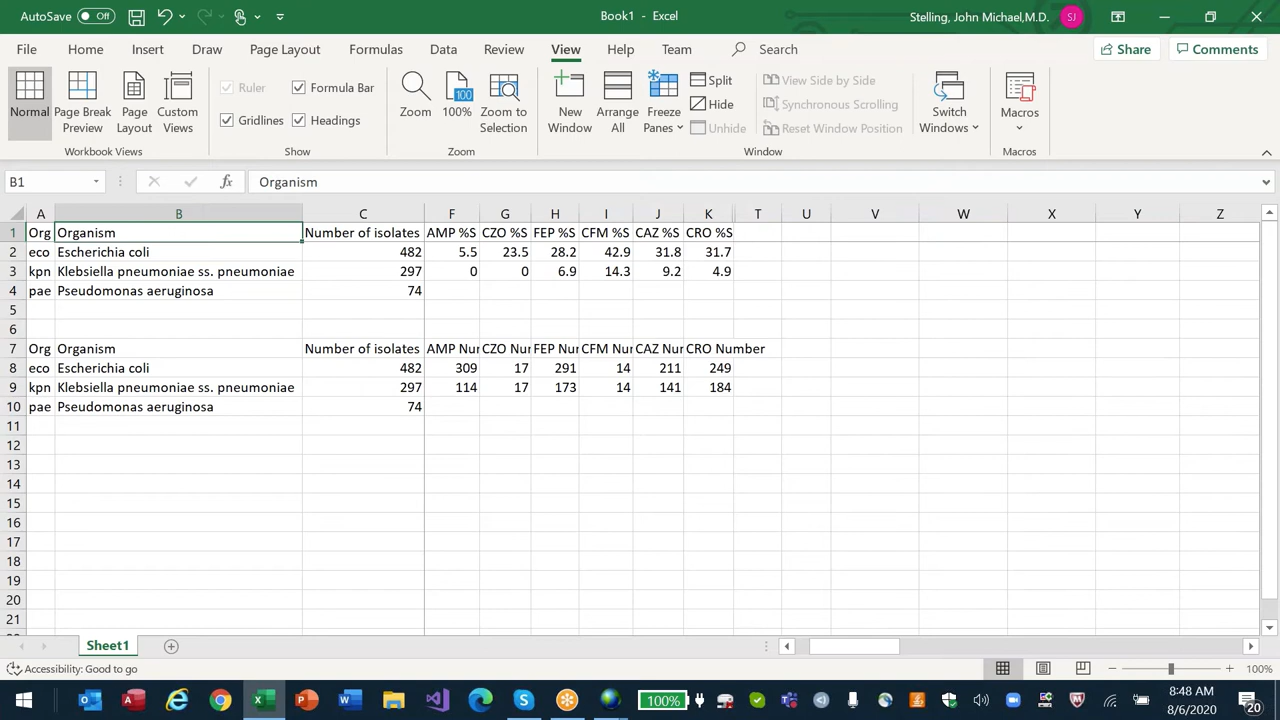 AutoSave Off Book1 - Excel Stelling, John Michael,M.D. SJ
File Home Insert Draw Page Layout Formulas Data Review View Help Team Search Share Comments
Normal Page Break Preview Page Layout Custom Views
Workbook Views
Ruler Formula Bar
Gridlines Headings
Show
Zoom 100 100% Zoom to Selection
Zoom
New Window Arrange All Freeze Panes
Split View Side by Side
Hide Synchronous Scrolling
Unhide Reset Window Position
Window
Switch Windows
Macros
Macros
B1 fx Organism
A B C F G H I J K T U V W X Y Z
1 Org Organism Number of isolates AMP %S CZO %S FEP %S CFM %S CAZ %S CRO %S
2 eco Escherichia coli 482 5.5 23.5 28.2 42.9 31.8 31.7
3 kpn Klebsiella pneumoniae ss. pneumoniae 297 0 0 6.9 14.3 9.2 4.9
4 pae Pseudomonas aeruginosa 74
5
6
7 Org Organism Number of isolates AMP Nur CZO Nur FEP Nun CFM Nu CAZ Nur CRO Number
8 eco Escherichia coli 482 309 17 291 14 211 249
9 kpn Klebsiella pneumoniae ss. pneumoniae 297 114 17 173 14 141 184
10 pae Pseudomonas aeruginosa 74
11
12
13
14
15
16
17
18
19
20
21
Sheet1
Accessibility: Good to go 100%
100% 8:48 AM
8/6/2020 20